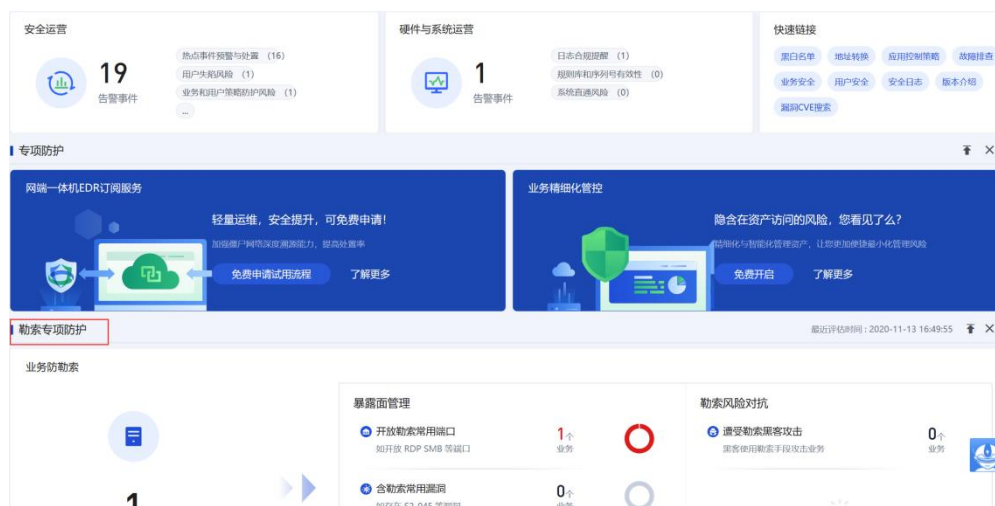 安全运营
19
告警事件
热点事件预警与处置 (16)
用户失陷风险 (1)
业务和用户策略防护风险 (1)
...
硬件与系统运营
1
告警事件
日志合规提醒 (1)
规则库和序列号有效性 (0)
系统直通风险 (0)
快速链接
黑白名单 地址转换 应用控制策略 故障排查
业务安全 用户安全 安全日志 版本介绍
漏洞CVE搜索
专项防护
网端一体机EDR订阅服务
轻量运维，安全提升，可免费申请！
加强僵尸网络深度溯源能力，提高处置率
免费申请试用流程 了解更多
业务精细化管控
隐含在资产访问的风险，您看见了么？
精细化与智能化管理资产，让您更加便捷最小化管理风险
免费开启 了解更多
勒索专项防护
最近评估时间：2020-11-13 16:49:55
业务防勒索
1
暴露面管理
开放勒索常用端口
如开放 RDP SMB 等端口
1个
业务
含勒索常用漏洞
如存在 S2-045 等漏洞
0个
业务
勒索风险对抗
遭受勒索黑客攻击
黑客使用勒索手段攻击业务
0个
业务